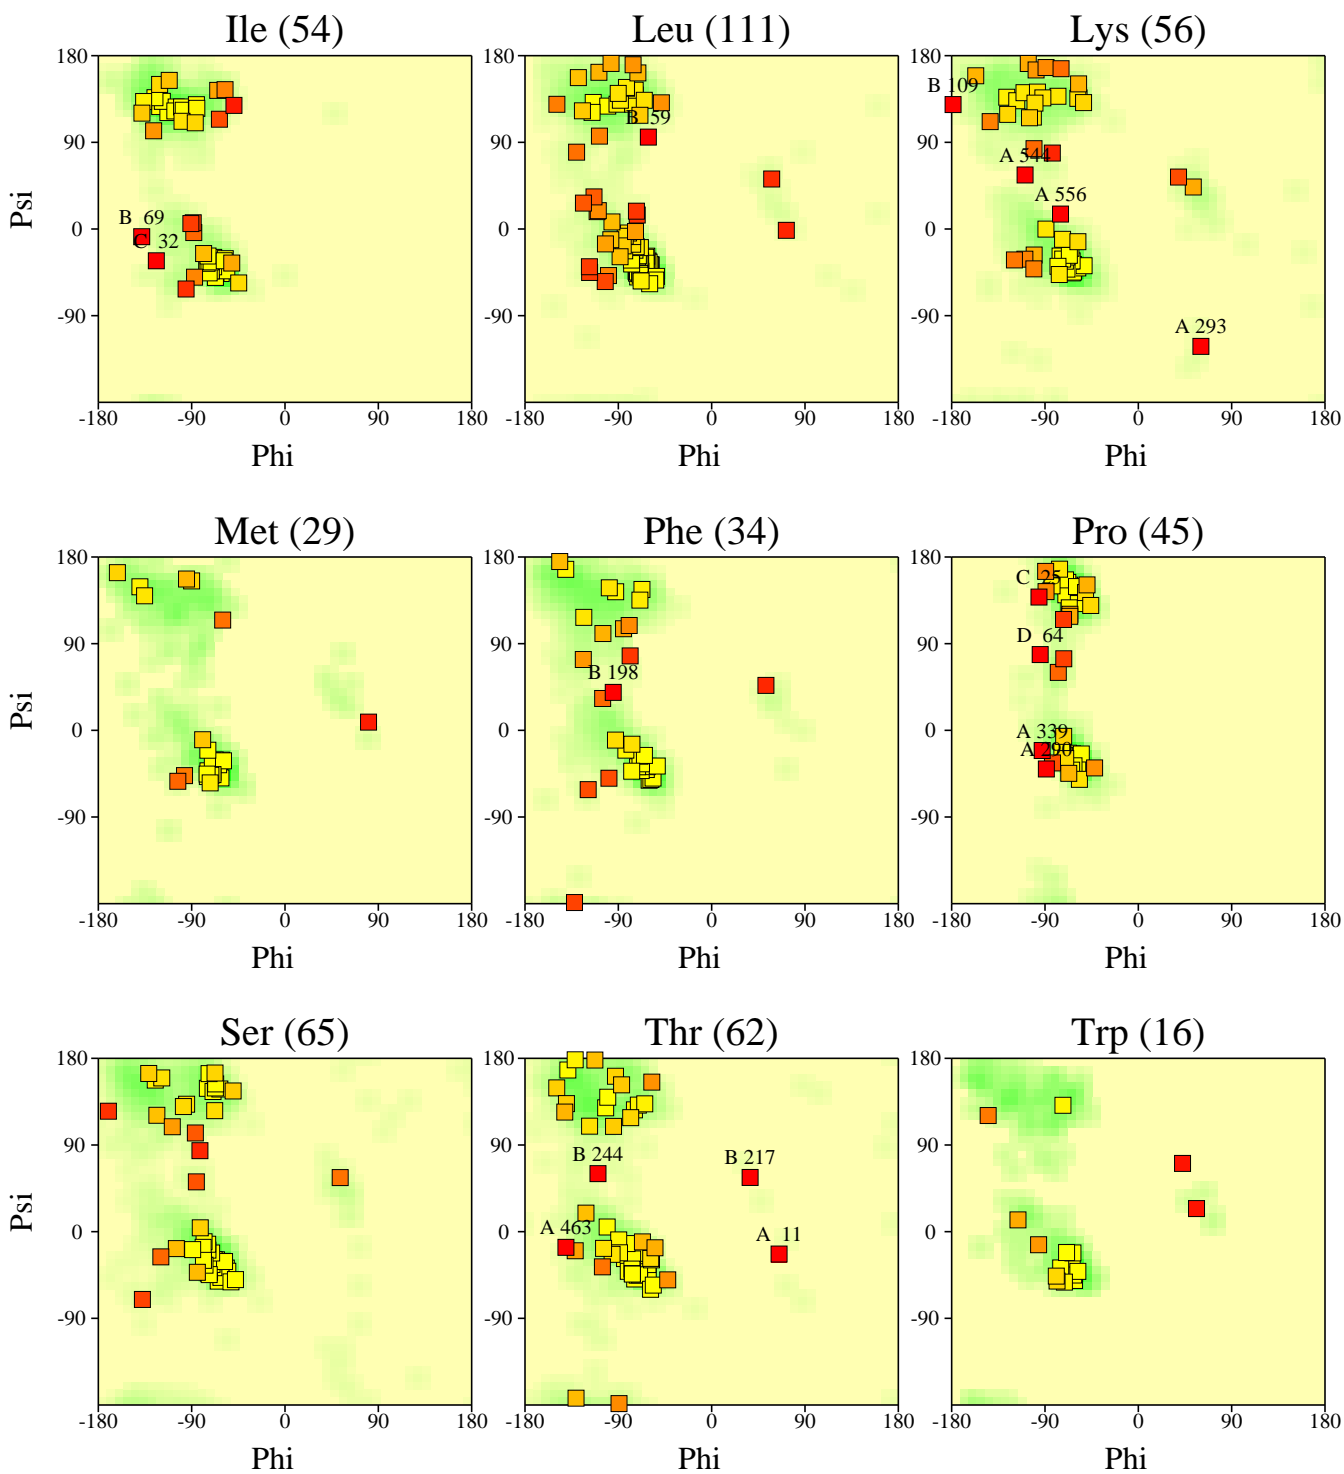 Ile (54)
Leu (111)
Lys (56)
180
90
0
-90
Psi
B 69
C 32
-180
-90
0
90
180
Phi
180
90
0
-90
B 59
-180
-90
0
90
180
Phi
180
90
0
-90
B 109
A 544
A 556
A 293
-180
-90
0
90
180
Phi
Met (29)
Phe (34)
Pro (45)
180
90
0
-90
Psi
-180
-90
0
90
180
Phi
180
90
0
-90
B 198
-180
-90
0
90
180
Phi
180
90
0
-90
C 25
D 64
A 339
A 290
-180
-90
0
90
180
Phi
Ser (65)
Thr (62)
Trp (16)
180
90
0
-90
Psi
-180
-90
0
90
180
Phi
180
90
0
-90
B 244
B 217
A 463
A 11
-180
-90
0
90
180
Phi
180
90
0
-90
-180
-90
0
90
180
Phi